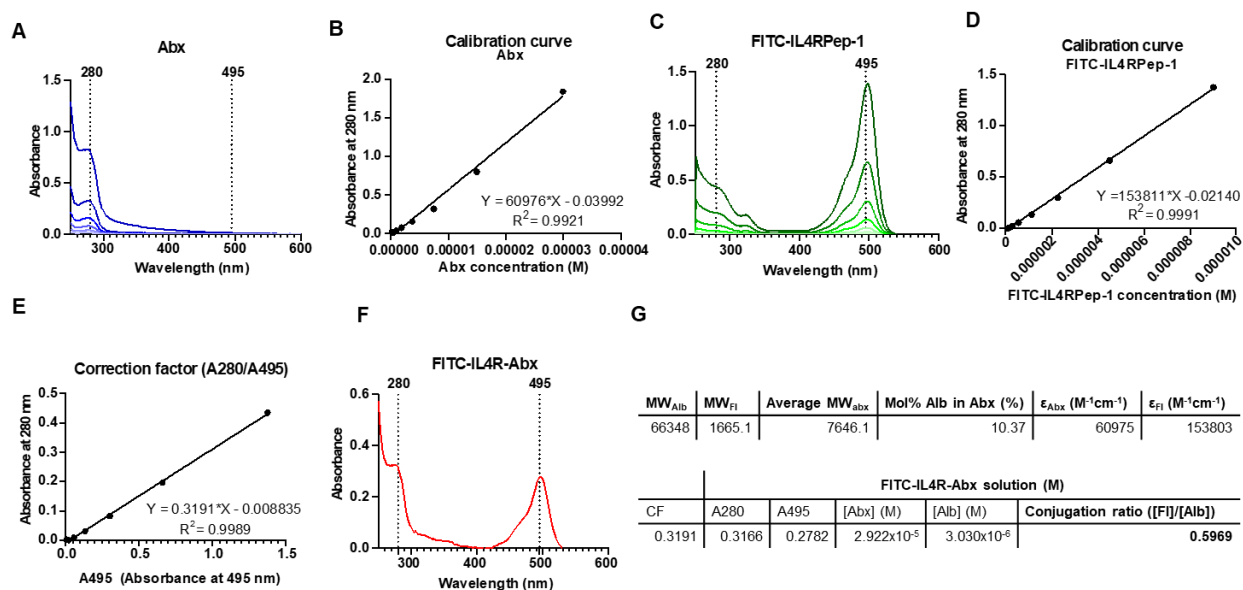 A
Abx
280
495
1.5
1.0
0.5
0.0
300
400
500
600
Absorbance
Wavelength (nm)
B
Calibration curve
Abx
2.0
1.5
1.0
0.5
0.0
0.00000
0.00001
0.00002
0.00003
0.00004
Absorbance at 280 nm
Abx concentration (M)
Y = 60976*X - 0.03992
R2 = 0.9921
C
FITC-IL4RPep-1
280
495
1.5
1.0
0.5
0.0
300
400
500
600
Absorbance
Wavelength (nm)
D
Calibration curve
FITC-IL4RPep-1
1.5
1.0
0.5
0.0
0
0.000002
0.000004
0.000006
0.000008
0.000010
Absorbance at 280 nm
FITC-IL4RPep-1 concentration (M)
Y =153811*X - 0.02140
R2 = 0.9991
E
Correction factor (A280/A495)
0.5
0.4
0.3
0.2
0.1
0.0
0.0
0.5
1.0
1.5
Absorbance at 280 nm
A495 (Absorbance at 495 nm)
Y = 0.3191*X - 0.008835
R2 = 0.9989
F
FITC-IL4R-Abx
280
495
0.6
0.4
0.2
0.0
300
400
500
600
Absorbance
Wavelength (nm)
G
MWAlb MWFl Average MWabx Mol% Alb in Abx (%) εAbx (M-1cm-1) εFl (M-1cm-1)
66348 1665.1 7646.1 10.37 60975 153803
FITC-IL4R-Abx solution (M)
CF A280 A495 [Abx] (M) [Alb] (M) Conjugation ratio ([Fl]/[Alb])
0.3191 0.3166 0.2782 2.922x10-5 3.030x10-6 0.5969